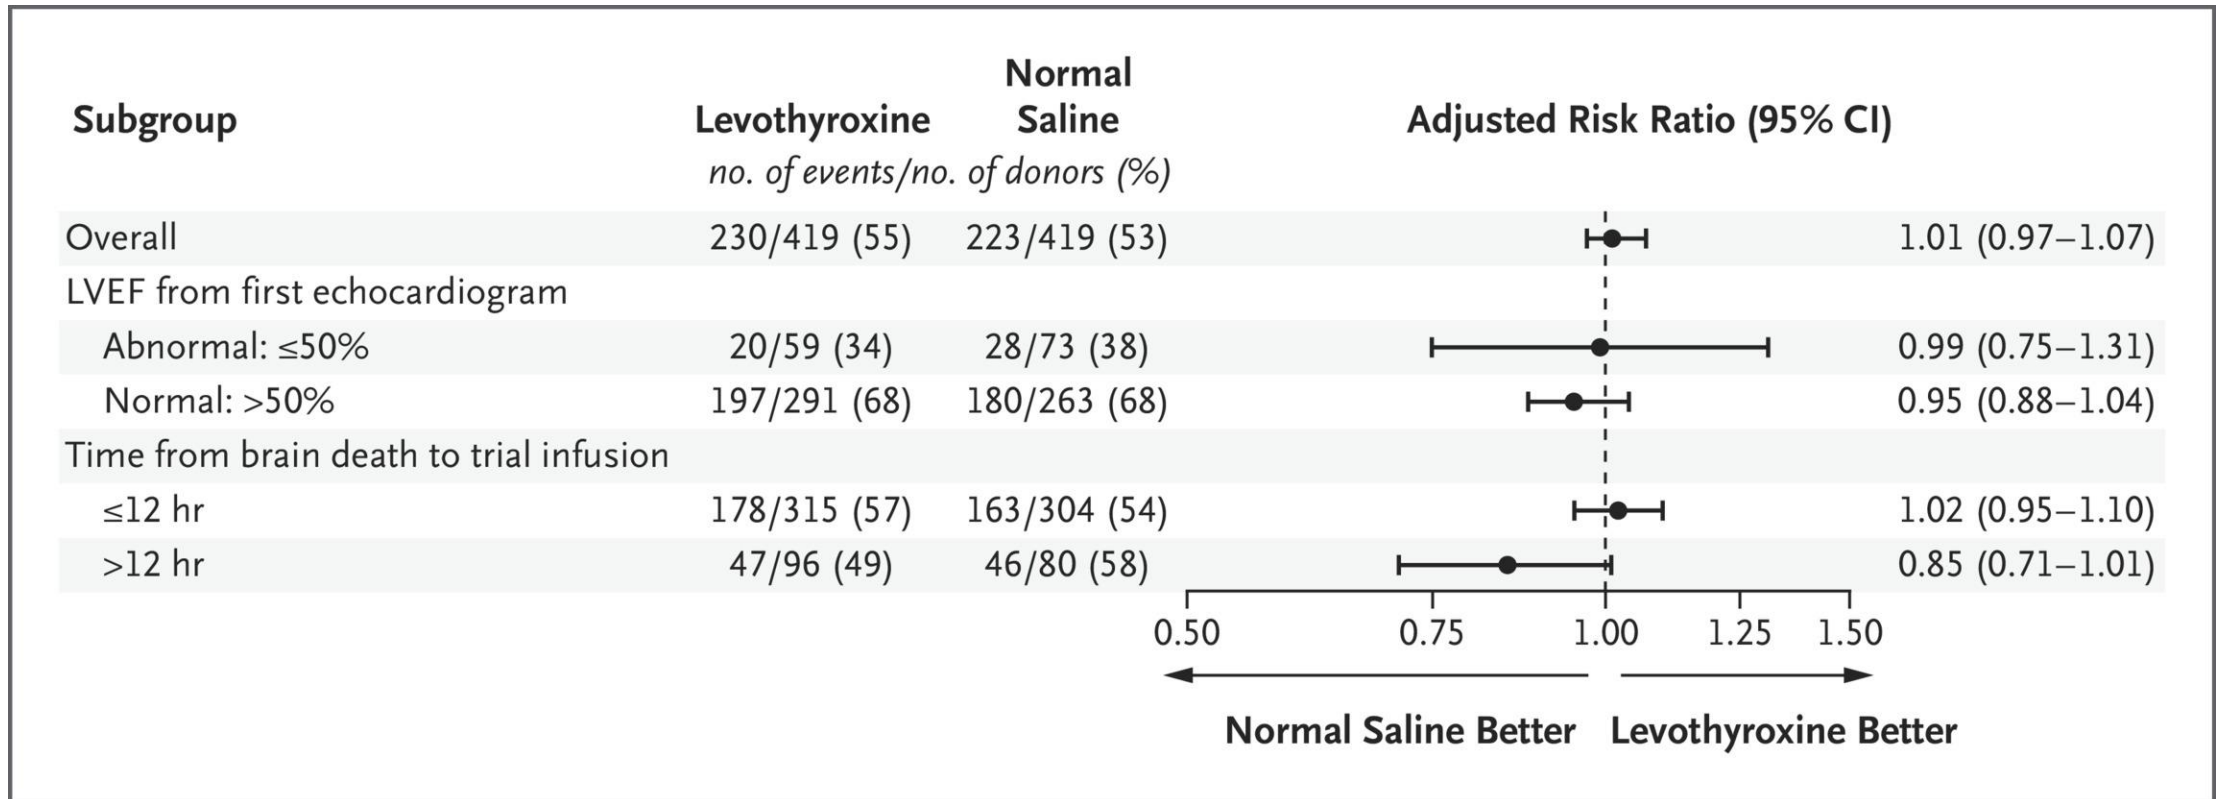 Subgroup Levothyroxine Normal Saline Adjusted Risk Ratio (95% CI)
no. of events/no. of donors (%)
Overall 230/419 (55) 223/419 (53) 1.01 (0.97–1.07)
LVEF from first echocardiogram
Abnormal: ≤50% 20/59 (34) 28/73 (38) 0.99 (0.75–1.31)
Normal: >50% 197/291 (68) 180/263 (68) 0.95 (0.88–1.04)
Time from brain death to trial infusion
≤12 hr 178/315 (57) 163/304 (54) 1.02 (0.95–1.10)
>12 hr 47/96 (49) 46/80 (58) 0.85 (0.71–1.01)
0.50 0.75 1.00 1.25 1.50
Normal Saline Better Levothyroxine Better